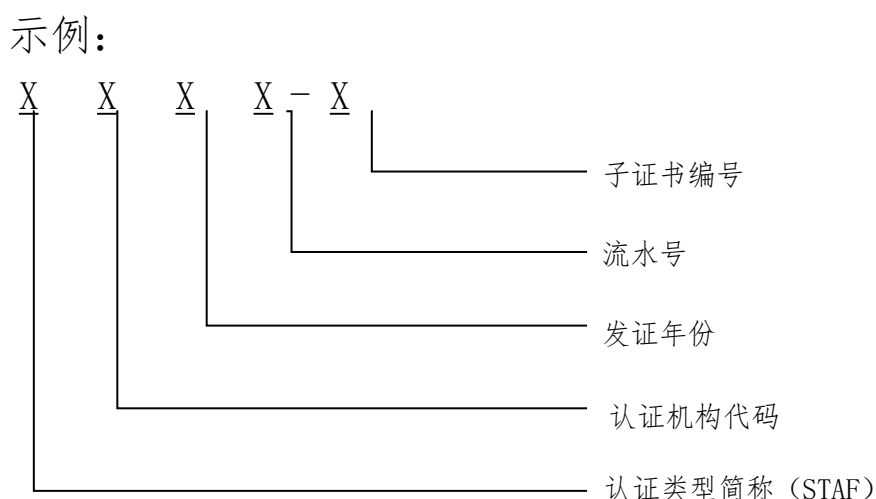 示例：
X X X X-X
子证书编号
流水号
发证年份
认证机构代码
认证类型简称（STAF）